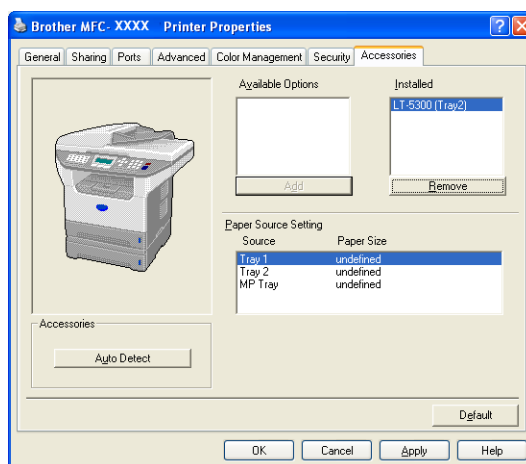 Brother MFC- XXXX Printer Properties
General Sharing Ports Advanced Color Management Security Accessories
Available Options
Installed
LT-5300 (Tray2)
Add
Remove
Paper Source Setting
Source Paper Size
Tray 1 undefined
Tray 2 undefined
MP Tray undefined
Accessories
Auto Detect
Default
OK Cancel Apply Help